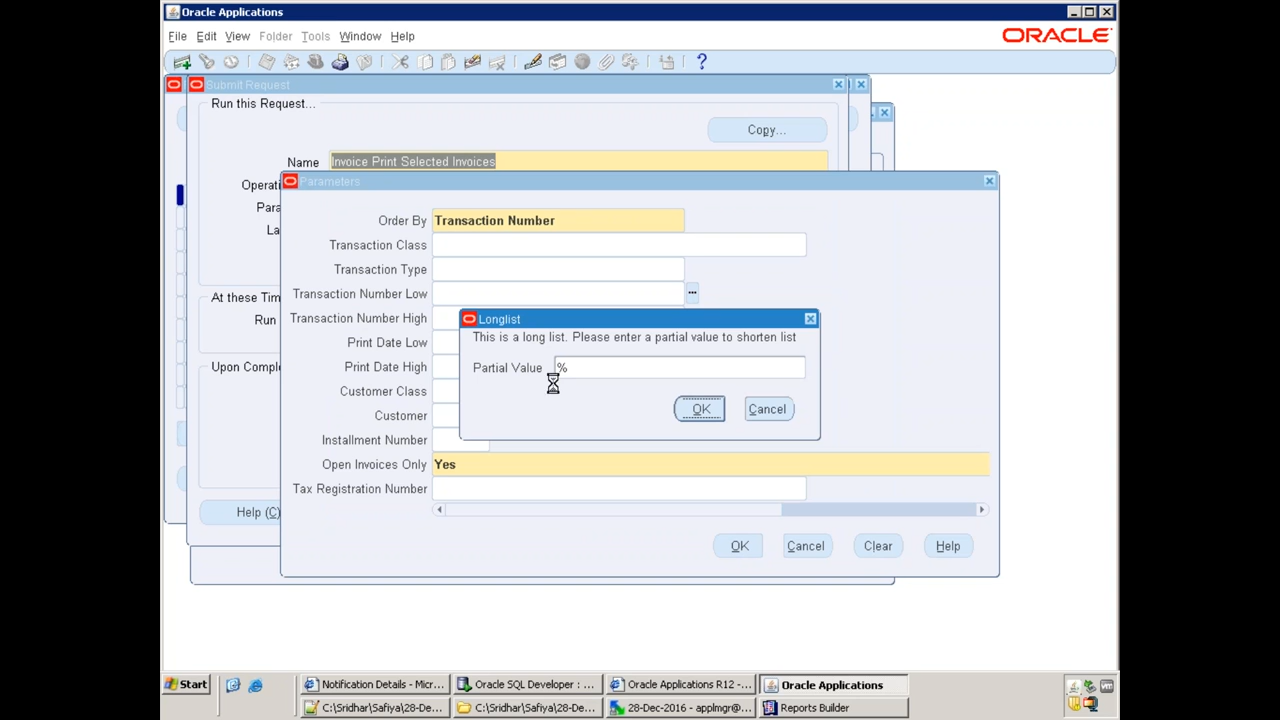 Oracle Applications
File Edit View Folder Tools Window Help
ORACLE
Submit Request
Run this Request...
Copy...
Name Invoice Print Selected Invoices
Operati
Para
La
At these Tim
Run
Upon Comple
Help (C)
Parameters
Order By Transaction Number
Transaction Class
Transaction Type
Transaction Number Low
Transaction Number High
Print Date Low
Print Date High
Customer Class
Customer
Installment Number
Open Invoices Only Yes
Tax Registration Number
OK Cancel Clear Help
Longlist
This is a long list. Please enter a partial value to shorten list
Partial Value %
OK Cancel
Start Notification Details - Micr... Oracle SQL Developer : ... Oracle Applications R12 -... Oracle Applications
C:\Sridhar\Safiya\28-De... C:\Sridhar\Safiya\28-De... 28-Dec-2016 - applmgr@... Reports Builder